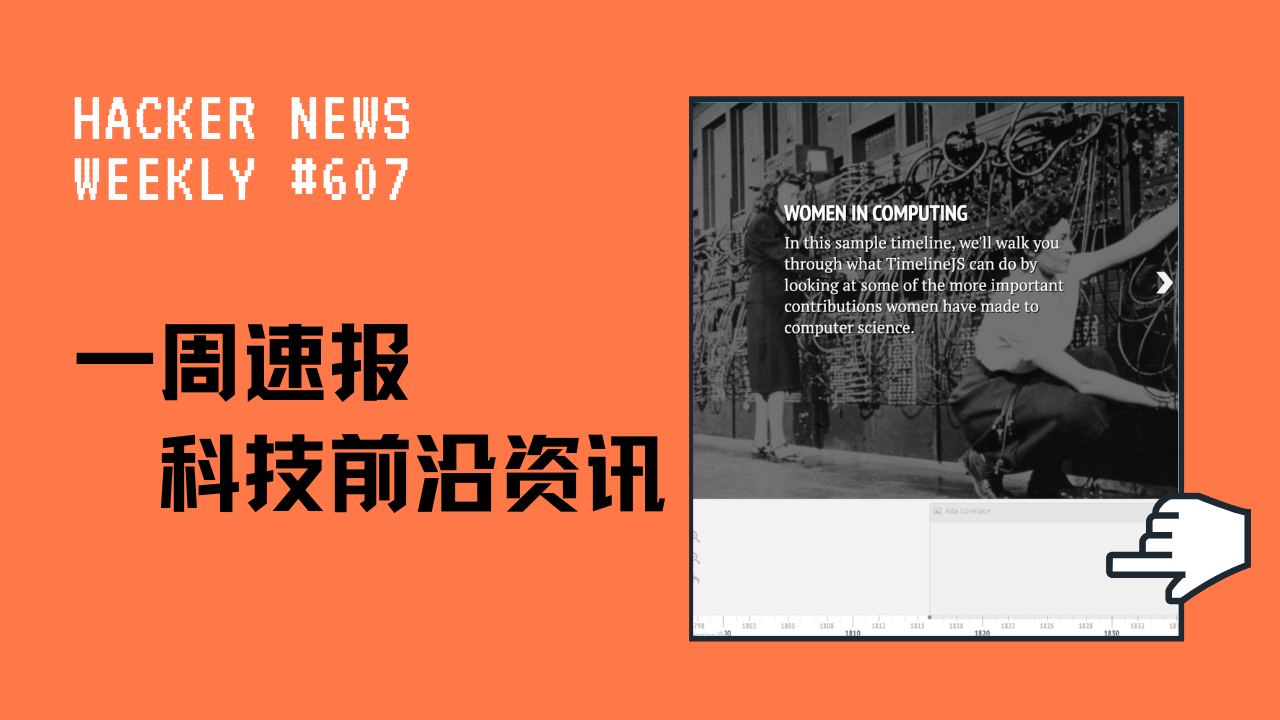 HACKER NEWS
WEEKLY #607
一周速报
科技前沿资讯
WOMEN IN COMPUTING
In this sample timeline, we'll walk you
through what TimelineJS can do by
looking at some of the more important
contributions women have made to
computer science.
Ada Lovelace
1802 1805 1808 1812 1815 1818 1822 1825 1828 1832
1810 1820 1830